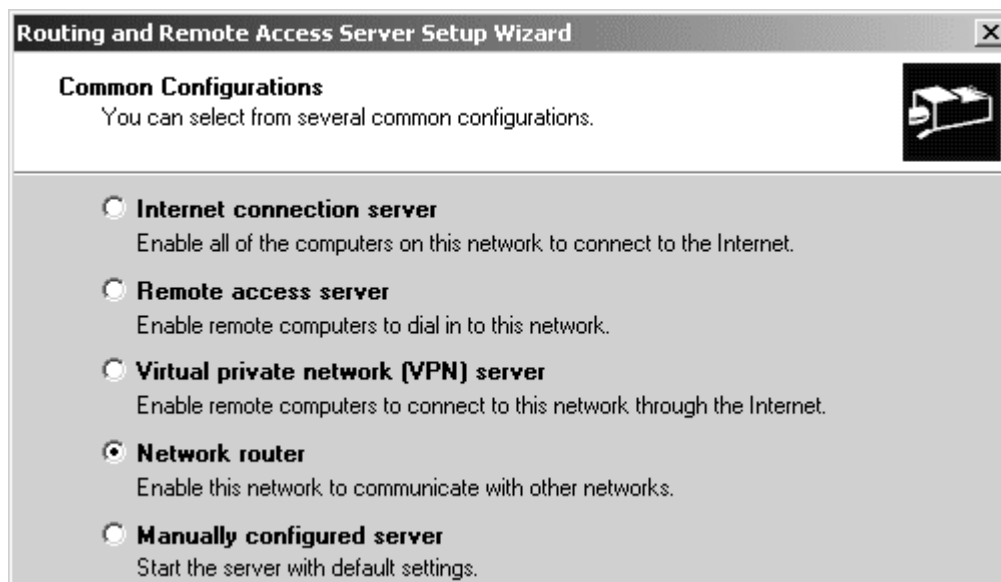 Routing and Remote Access Server Setup Wizard
Common Configurations
You can select from several common configurations.
Internet connection server
Enable all of the computers on this network to connect to the Internet.
Remote access server
Enable remote computers to dial in to this network.
Virtual private network (VPN) server
Enable remote computers to connect to this network through the Internet.
Network router
Enable this network to communicate with other networks.
Manually configured server
Start the server with default settings.